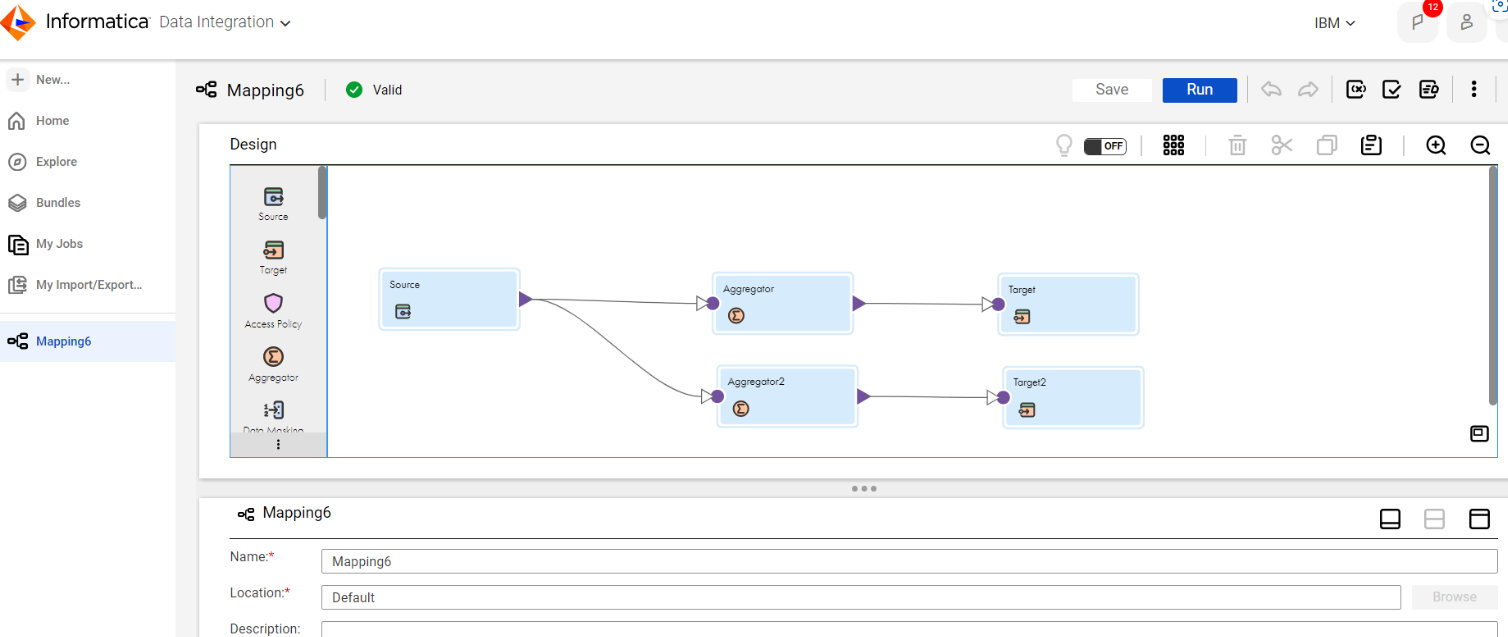 Informatica Data Integration
IBM
12
New...
Home
Explore
Bundles
My Jobs
My Import/Export...
Mapping6
Mapping6
Valid
Save
Run
Design
OFF
Source
Target
Access Policy
Aggregator
Data Masking
Source
Aggregator
Target
Aggregator2
Target2
Mapping6
Name:*
Mapping6
Location:*
Default
Browse
Description: